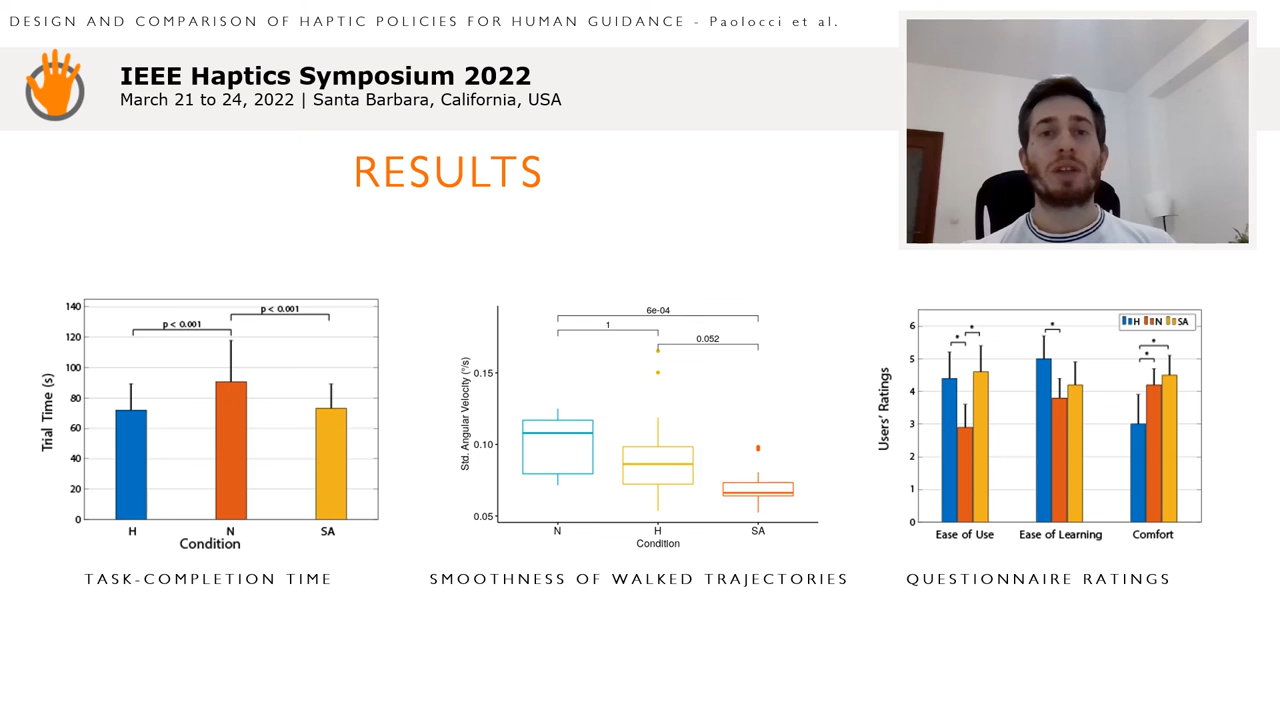 DESIGN AND COMPARISON OF HAPTIC POLICIES FOR HUMAN GUIDANCE - Paolocci et al.
IEEE Haptics Symposium 2022
March 21 to 24, 2022 | Santa Barbara, California, USA
RESULTS
140
120
100
80
60
40
20
0
Trial Time (s)
p < 0.001
p < 0.001
H
N
SA
Condition
TASK-COMPLETION TIME
6e-04
1
0.052
0.15
0.10
0.05
Std. Angular Velocity (°/s)
N
H
SA
Condition
SMOOTHNESS OF WALKED TRAJECTORIES
H N SA
6
5
4
3
2
1
0
Users' Ratings
*
*
*
*
*
Ease of Use
Ease of Learning
Comfort
QUESTIONNAIRE RATINGS